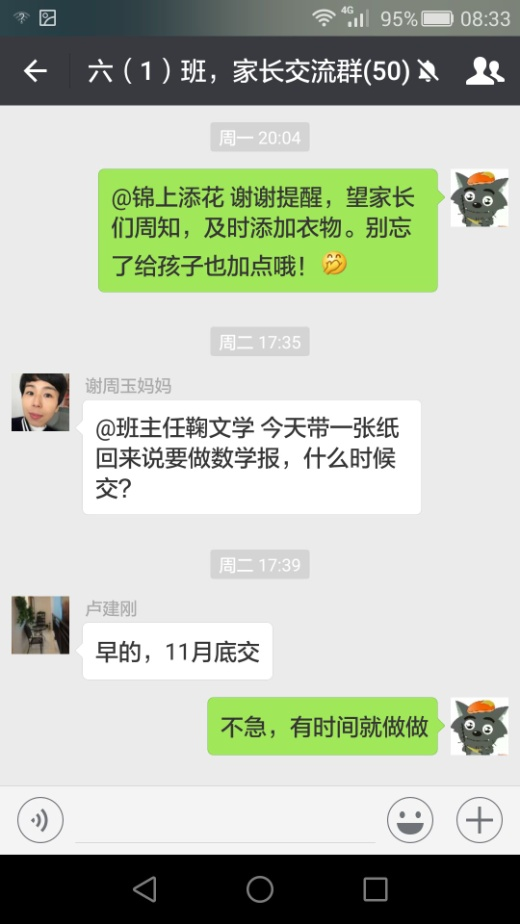 4G 95% 08:33
六（1）班，家长交流群(50)
周一 20:04
@锦上添花 谢谢提醒，望家长
们周知，及时添加衣物。别忘
了给孩子也加点哦！🤭
周二 17:35
谢周玉妈妈
@班主任鞠文学 今天带一张纸
回来说要做数学报，什么时候
交？
周二 17:39
卢建刚
早的，11月底交
不急，有时间就做做